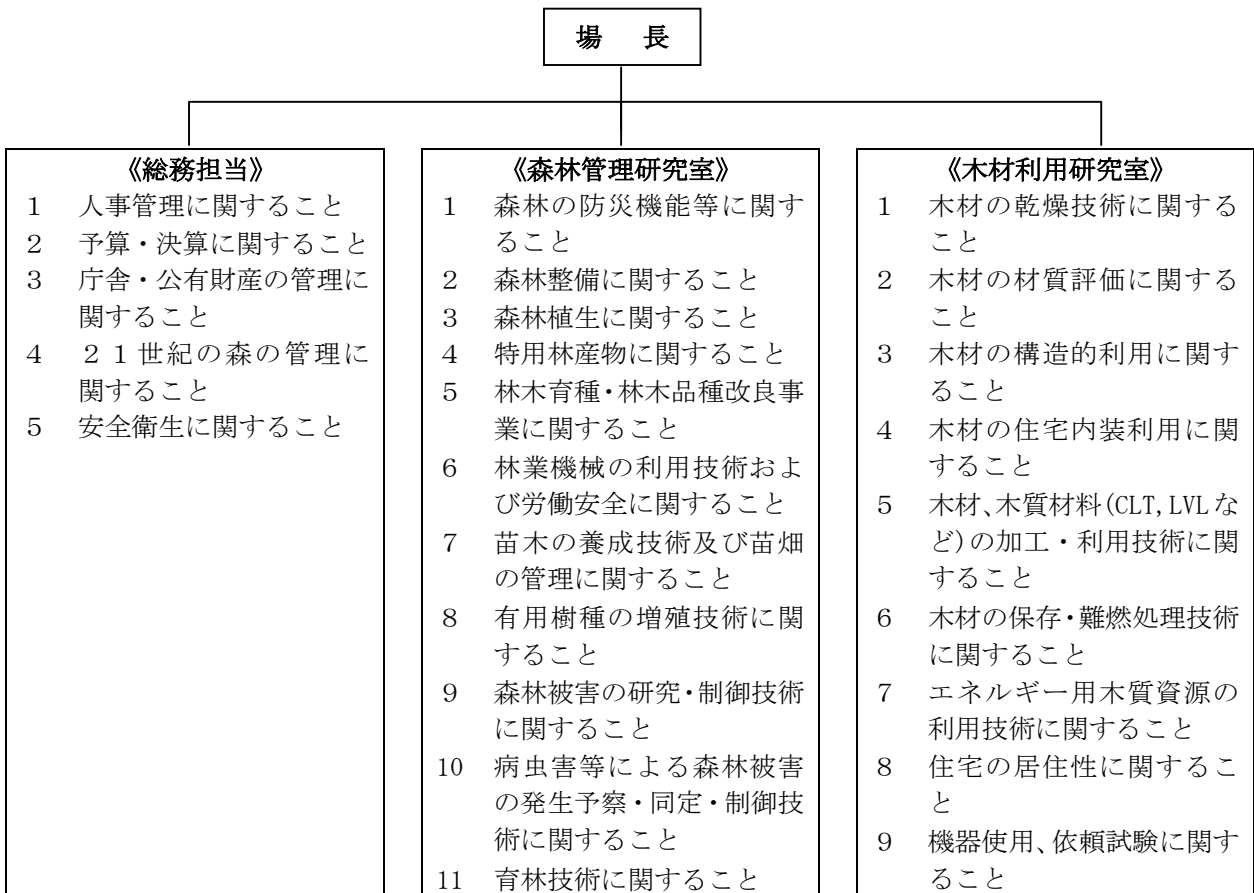 場　長
《総務担当》
1　人事管理に関すること
2　予算・決算に関すること
3　庁舎・公有財産の管理に
関すること
4　２１世紀の森の管理に
関すること
5　安全衛生に関すること
《森林管理研究室》
1　森林の防災機能等に関す
ること
2　森林整備に関すること
3　森林植生に関すること
4　特用林産物に関すること
5　林木育種・林木品種改良事
業に関すること
6　林業機械の利用技術およ
び労働安全に関すること
7　苗木の養成技術及び苗畑
の管理に関すること
8　有用樹種の増殖技術に関
すること
9　森林被害の研究・制御技術
に関すること
10　病虫害等による森林被害
の発生予察・同定・制御技
術に関すること
11　育林技術に関すること
《木材利用研究室》
1　木材の乾燥技術に関する
こと
2　木材の材質評価に関する
こと
3　木材の構造的利用に関す
ること
4　木材の住宅内装利用に関
すること
5　木材、木質材料(CLT,LVLな
ど)の加工・利用技術に関
すること
6　木材の保存・難燃処理技術
に関すること
7　エネルギー用木質資源の
利用技術に関すること
8　住宅の居住性に関するこ
と
9　機器使用、依頼試験に関す
ること